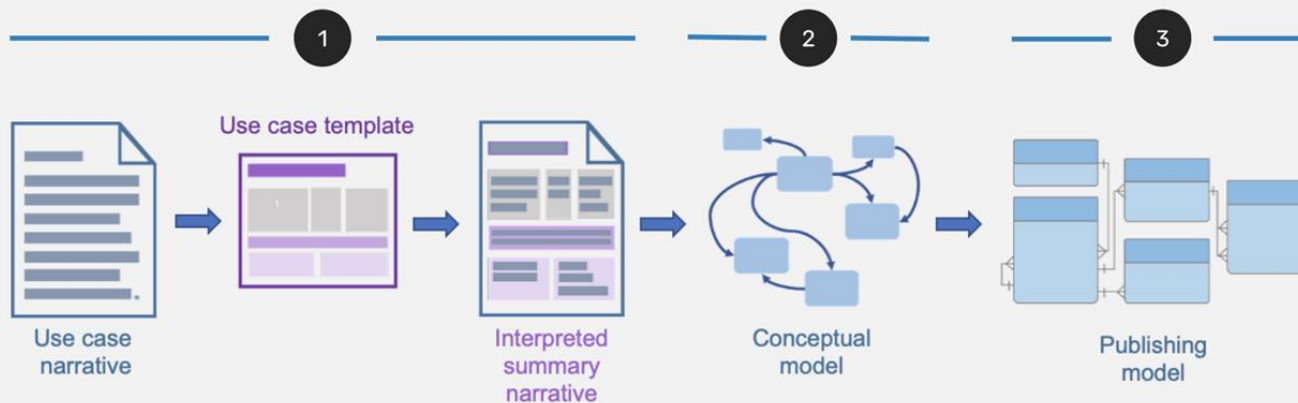 1
2
3
Use case template
Use case
narrative
Interpreted
summary
narrative
Conceptual
model
Publishing
model